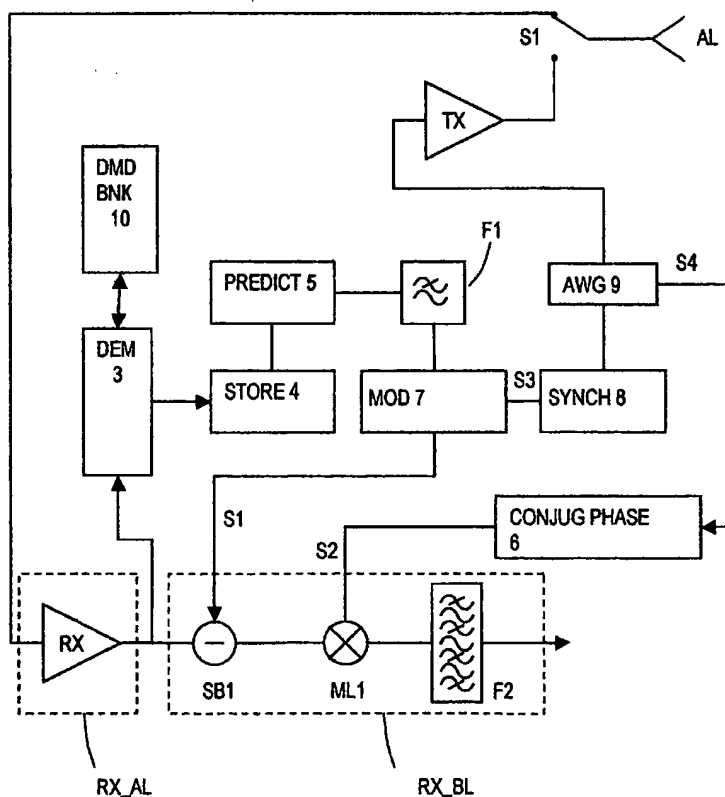 S1
AL
TX
DMD
BNK
10
F1
PREDICT 5
AWG 9
S4
DEM
3
STORE 4
MOD 7
S3
SYNCH 8
S1
S2
CONJUG PHASE
6
RX
SB1
ML1
F2
RX_AL
RX_BL